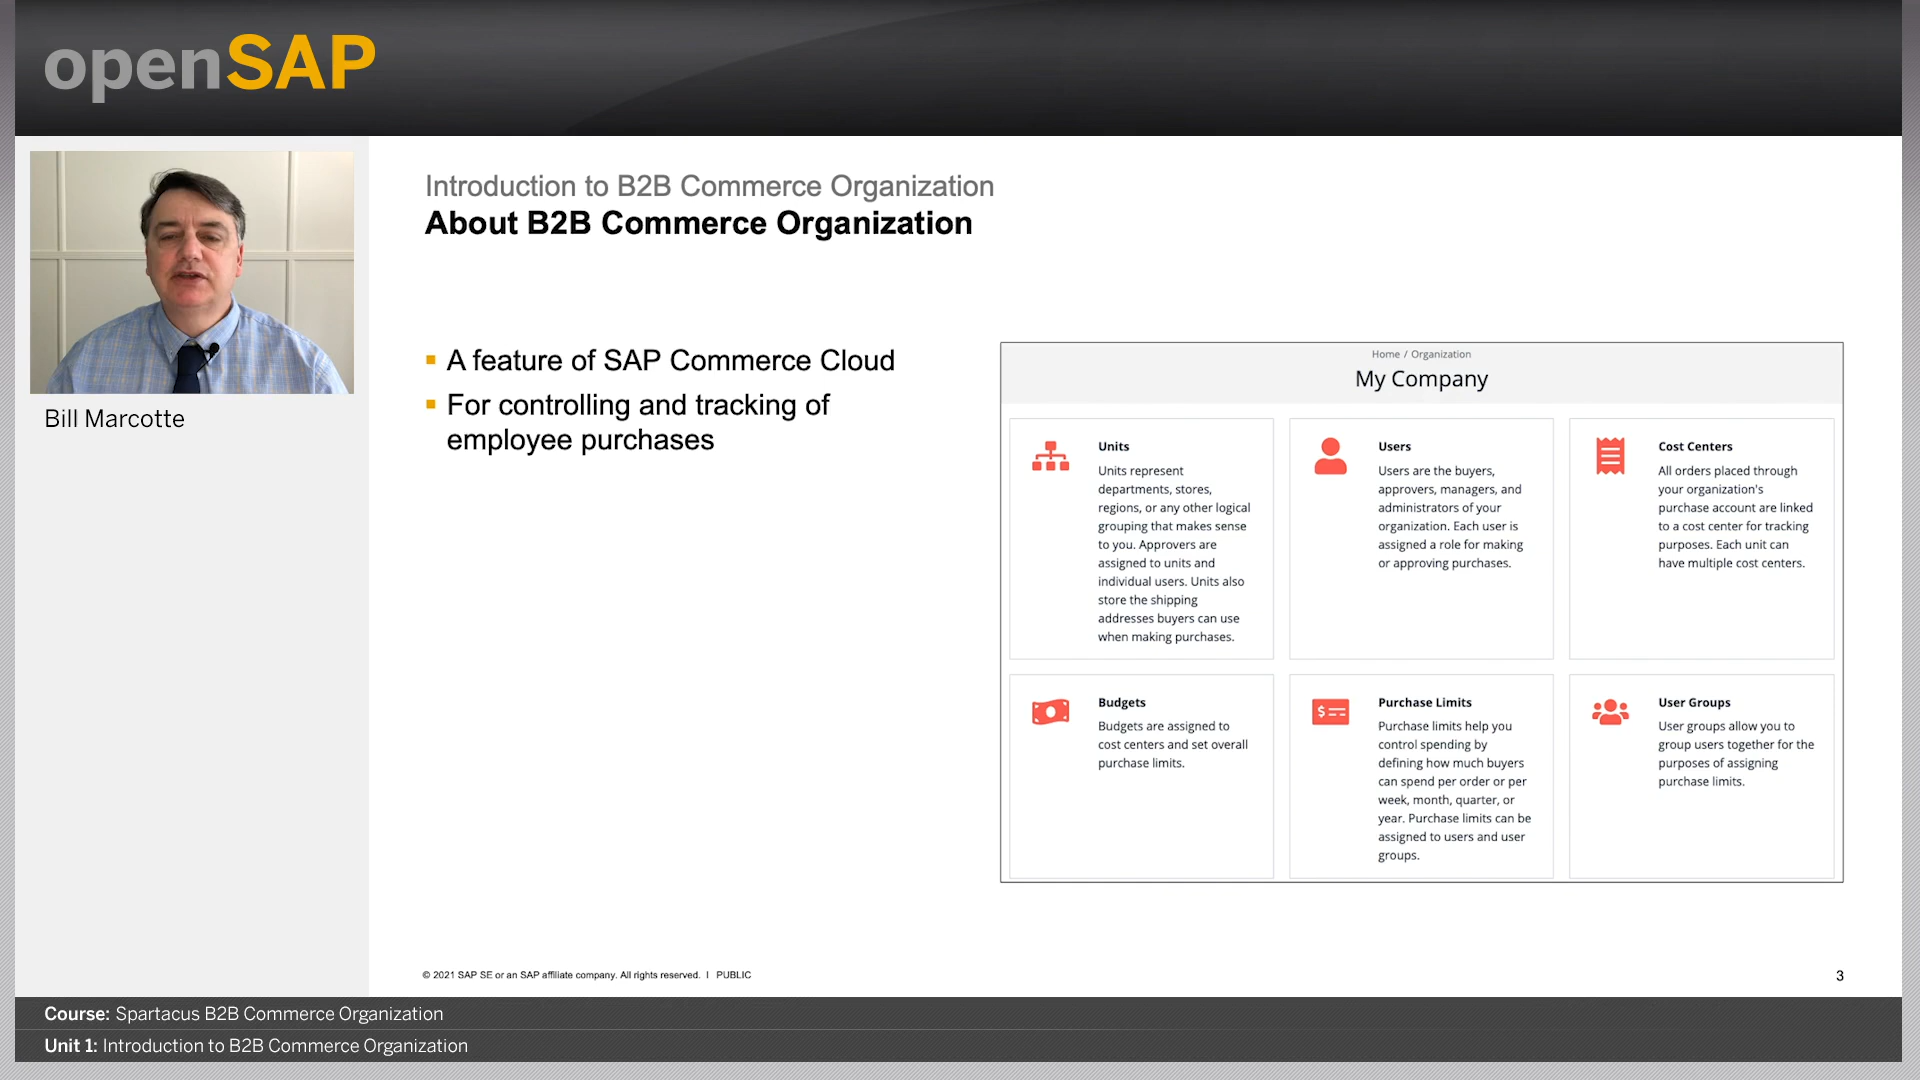 openSAP
Bill Marcotte
Introduction to B2B Commerce Organization
About B2B Commerce Organization
▪ A feature of SAP Commerce Cloud
▪ For controlling and tracking of
employee purchases
Home / Organization
My Company
Units
Units represent
departments, stores,
regions, or any other logical
grouping that makes sense
to you. Approvers are
assigned to units and
individual users. Units also
store the shipping
addresses buyers can use
when making purchases.
Users
Users are the buyers,
approvers, managers, and
administrators of your
organization. Each user is
assigned a role for making
or approving purchases.
Cost Centers
All orders placed through
your organization's
purchase account are linked
to a cost center for tracking
purposes. Each unit can
have multiple cost centers.
Budgets
Budgets are assigned to
cost centers and set overall
purchase limits.
Purchase Limits
Purchase limits help you
control spending by
defining how much buyers
can spend per order or per
week, month, quarter, or
year. Purchase limits can be
assigned to users and user
groups.
User Groups
User groups allow you to
group users together for the
purposes of assigning
purchase limits.
© 2021 SAP SE or an SAP affiliate company. All rights reserved. I PUBLIC
3
Course: Spartacus B2B Commerce Organization
Unit 1: Introduction to B2B Commerce Organization